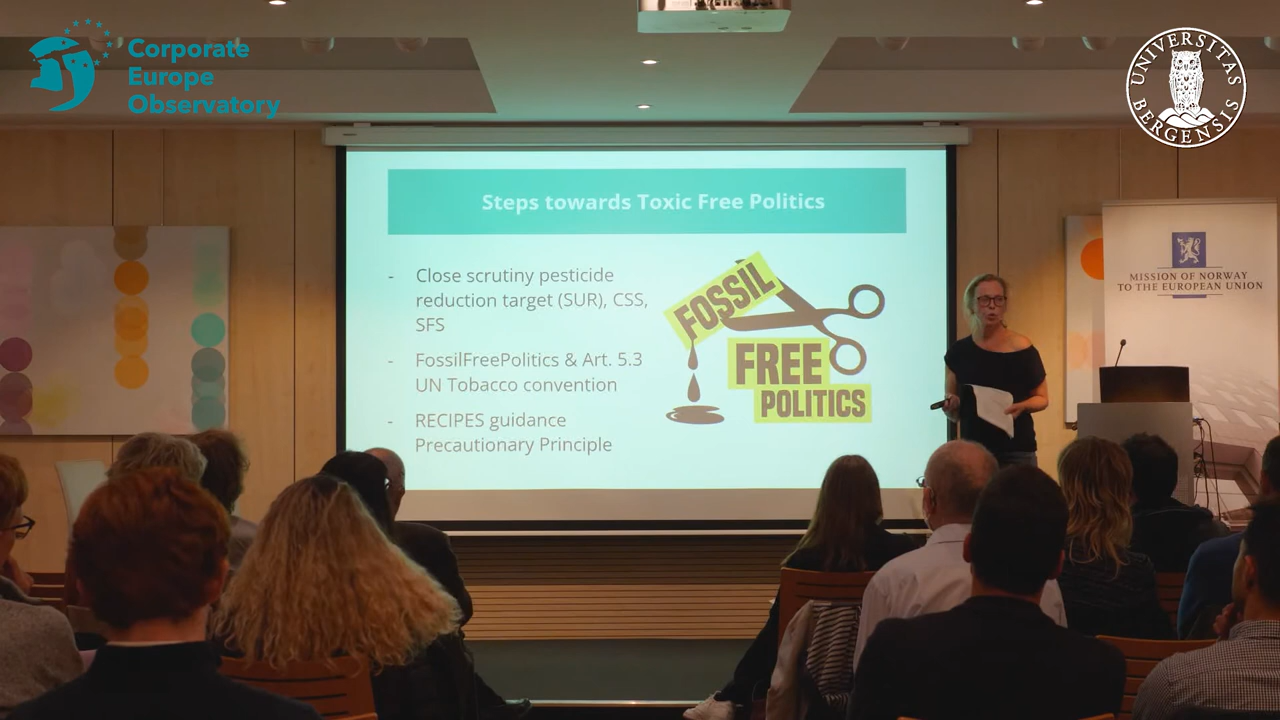 Corporate
Europe
Observatory
UNIVERSITAS
BERGENSIS
Steps towards Toxic Free Politics
- Close scrutiny pesticide
reduction target (SUR), CSS,
SFS
- FossilFreePolitics & Art. 5.3
UN Tobacco convention
- RECIPES guidance
Precautionary Principle
FOSSIL
FREE
POLITICS
MISSION OF NORWAY
TO THE EUROPEAN UNION